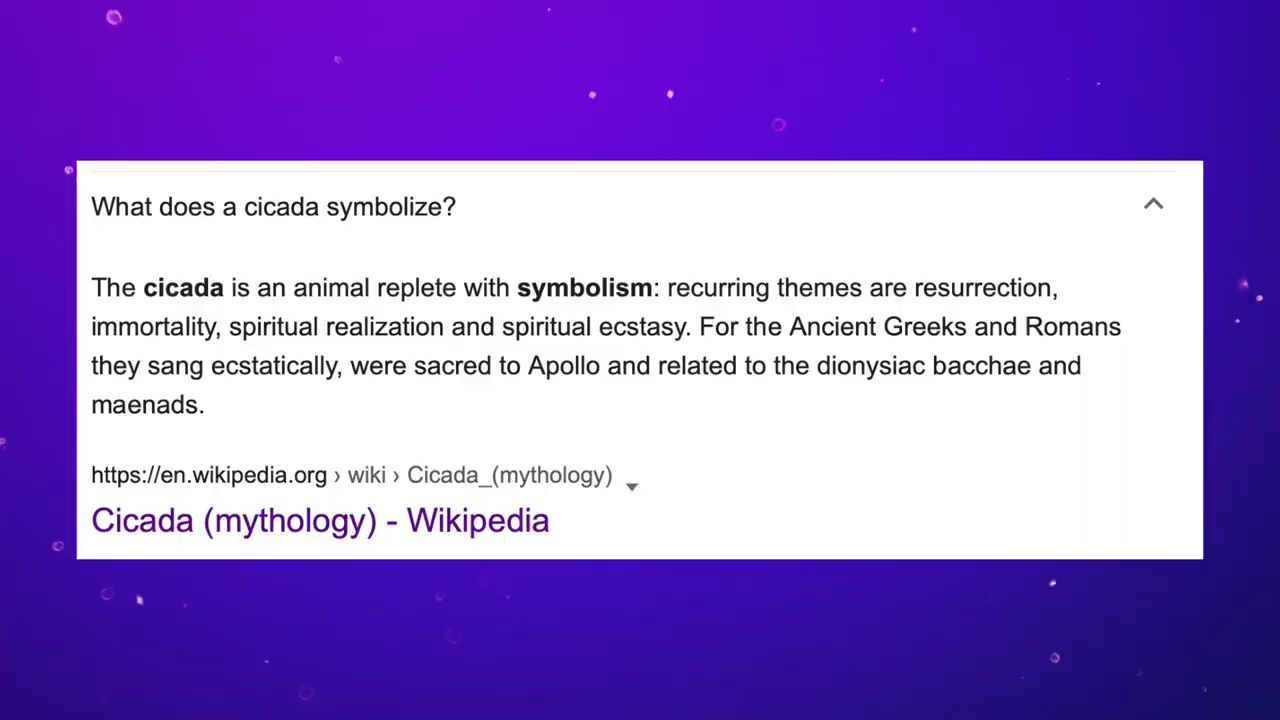 What does a cicada symbolize?
The cicada is an animal replete with symbolism: recurring themes are resurrection,
immortality, spiritual realization and spiritual ecstasy. For the Ancient Greeks and Romans
they sang ecstatically, were sacred to Apollo and related to the dionysiac bacchae and
maenads.
https://en.wikipedia.org › wiki › Cicada_(mythology)
Cicada (mythology) - Wikipedia